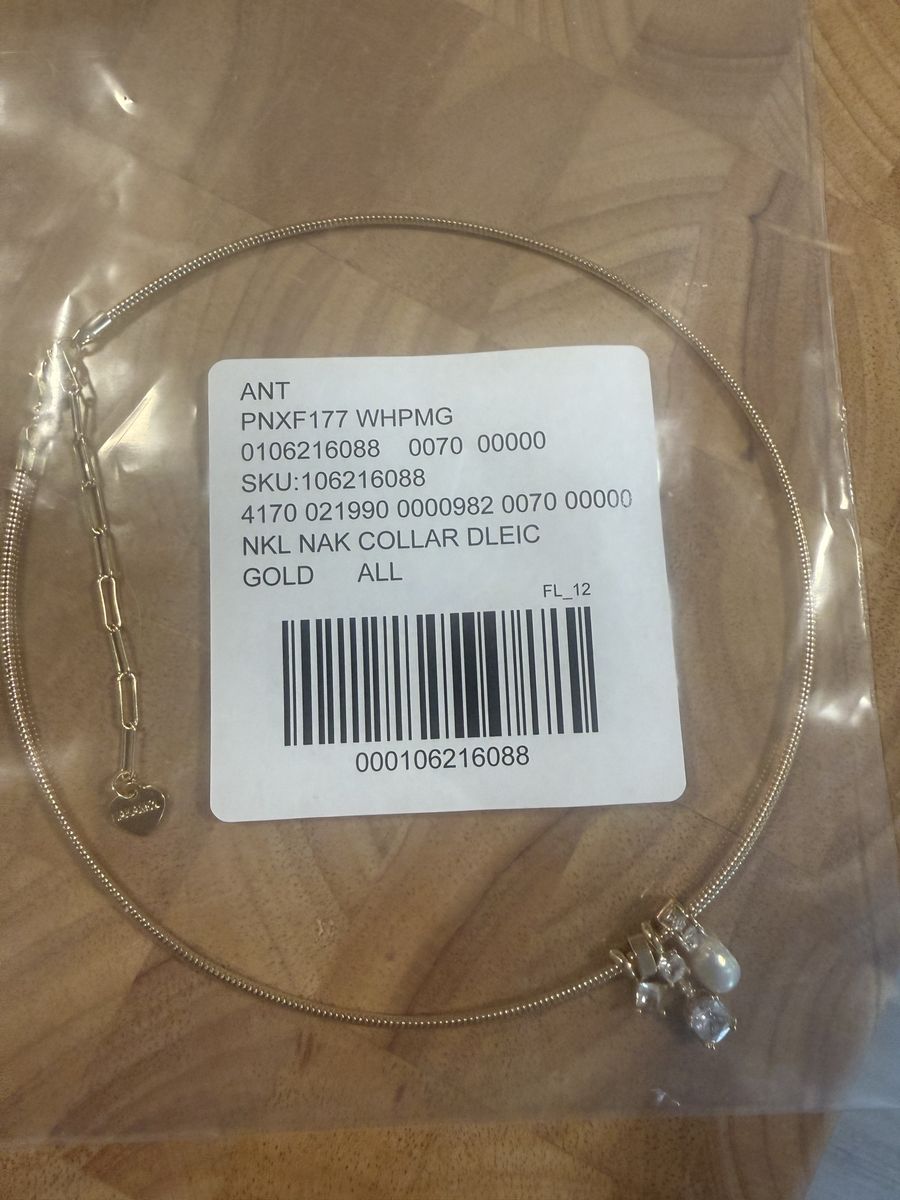 ANT
PNXF177 WHPMG
0106216088 0070 00000
SKU:106216088
4170 021990 0000982 0070 00000
NKL NAK COLLAR DLEIC
GOLD ALL
FL_12
000106216088